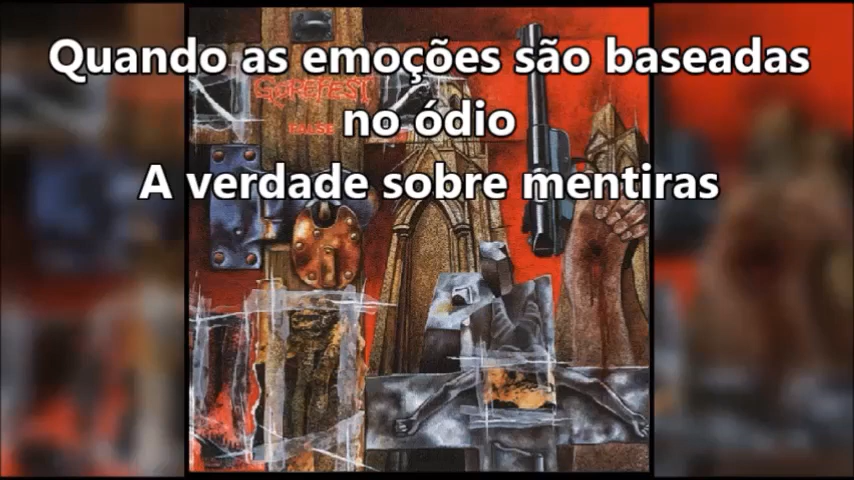 Quando as emoções são baseadas
GOREFEST
no ódio
FALSE
A verdade sobre mentiras